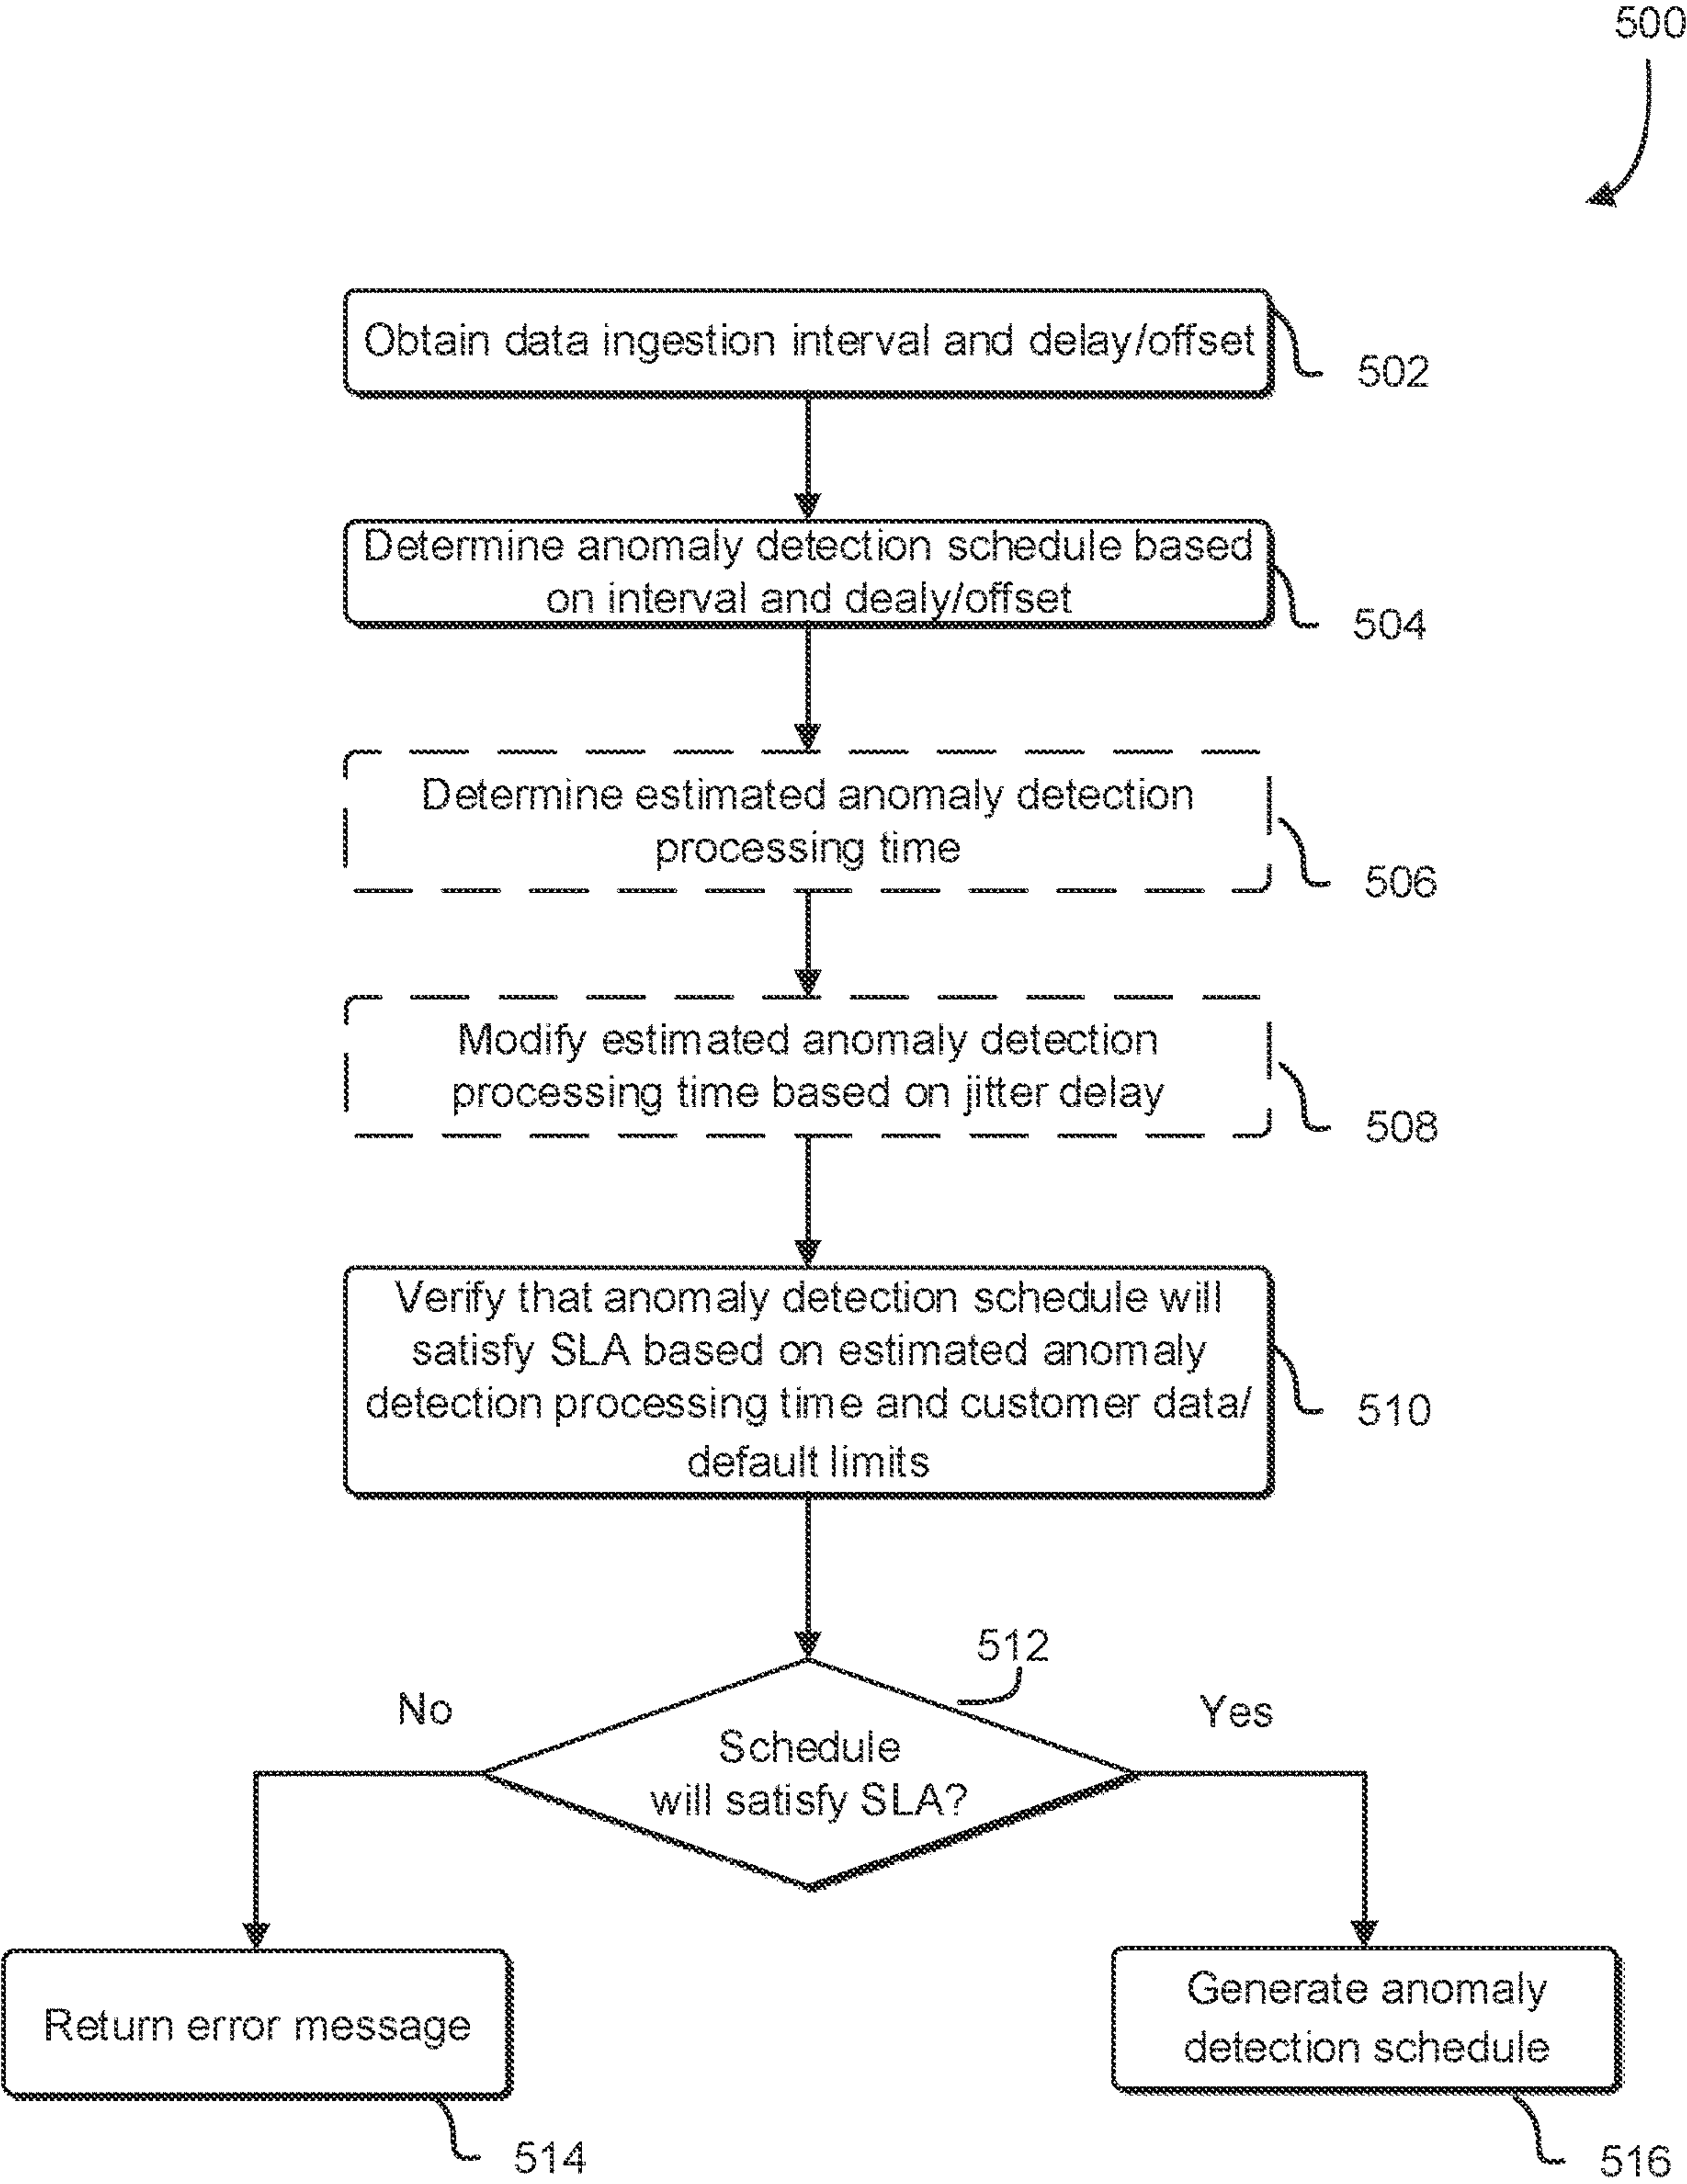 500
Obtain data ingestion interval and delay/offset
502
Determine anomaly detection schedule based
on interval and dealy/offset
504
Determine estimated anomaly detection
processing time
506
Modify estimated anomaly detection
processing time based on jitter delay
508
Verify that anomaly detection schedule will
satisfy SLA based on estimated anomaly
detection processing time and customer data/
default limits
510
512
No
Yes
Schedule
will satisfy SLA?
Return error message
514
Generate anomaly
detection schedule
516